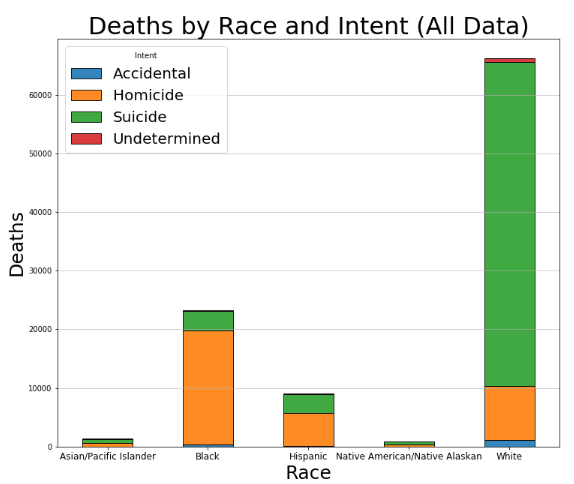 Deaths by Race and Intent (All Data)
Intent
Accidental
Homicide
Suicide
Undetermined
Deaths
60000
50000
40000
30000
20000
10000
0
Asian/Pacific Islander Black Hispanic Native American/Native Alaskan White
Race